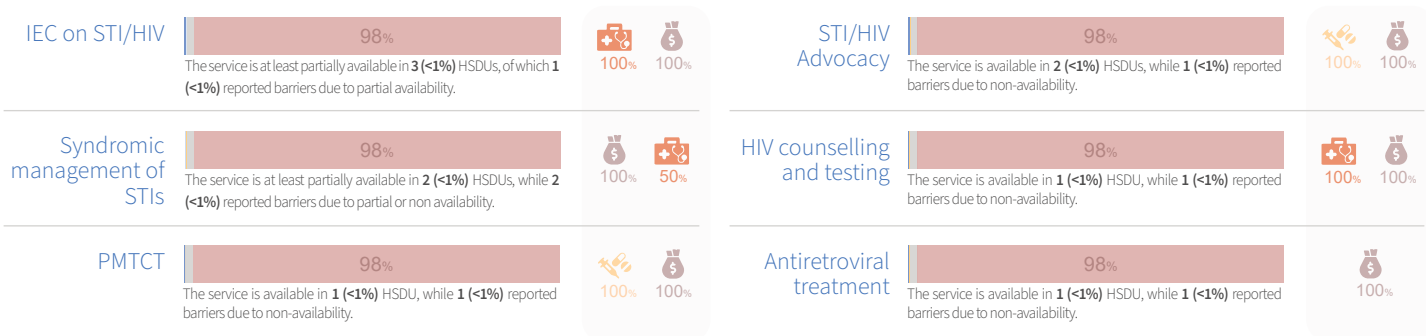 IEC on STI/HIV
98%
The service is at least partially available in 3 (<1%) HSDUs, of which 1
(<1%) reported barriers due to partial availability.
100%
100%
STI/HIV
Advocacy
98%
The service is available in 2 (<1%) HSDUs, while 1 (<1%) reported
barriers due to non-availability.
100%
100%
Syndromic
management of
STIs
98%
The service is at least partially available in 2 (<1%) HSDUs, while 2
(<1%) reported barriers due to partial or non availability.
100%
50%
HIV counselling
and testing
98%
The service is available in 1 (<1%) HSDU, while 1 (<1%) reported
barriers due to non-availability.
100%
100%
PMTCT
98%
The service is available in 1 (<1%) HSDU, while 1 (<1%) reported
barriers due to non-availability.
100%
100%
Antiretroviral
treatment
98%
The service is available in 1 (<1%) HSDU, while 1 (<1%) reported
barriers due to non-availability.
100%